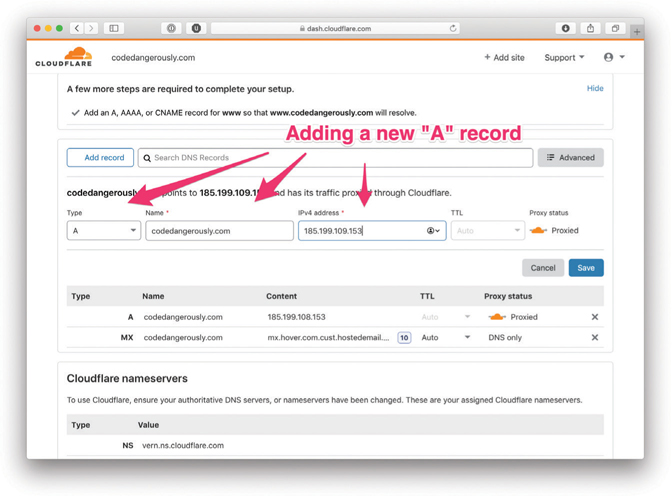 dash.cloudflare.com
CLOUDFLARE
codedangerously.com
+ Add site
Support
A few more steps are required to complete your setup.
Hide
Add an A, AAAA, or CNAME record for www so that www.codedangerously.com will resolve.
Adding a new "A" record
Add record
Search DNS Records
Advanced
points to 185.199.109. and has its traffic through Cloudflare.
Type
Name *
IPv4 address *
TTL
Proxy status
A
codedangerously.com
185.199.109.153
Auto
Proxied
Cancel
Save
Type Name Content TTL Proxy status
A codedangerously.com 185.199.108.153 Auto Proxied
MX codedangerously.com mx.hover.com.cust.hostedemail.... 10 Auto DNS only
Cloudflare nameservers
To use Cloudflare, ensure your authoritative DNS servers, or nameservers have been changed. These are your assigned Cloudflare nameservers.
Type Value
NS vern.ns.cloudflare.com